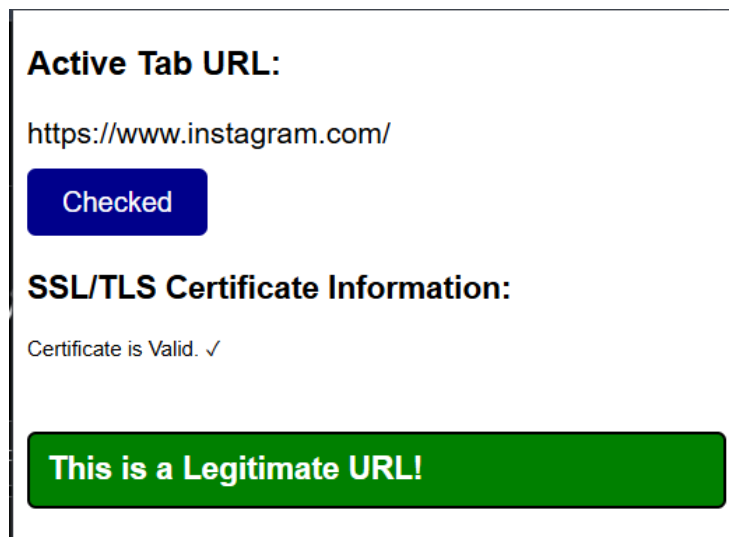 Active Tab URL:
https://www.instagram.com/
Checked
SSL/TLS Certificate Information:
Certificate is Valid. ✓
This is a Legitimate URL!